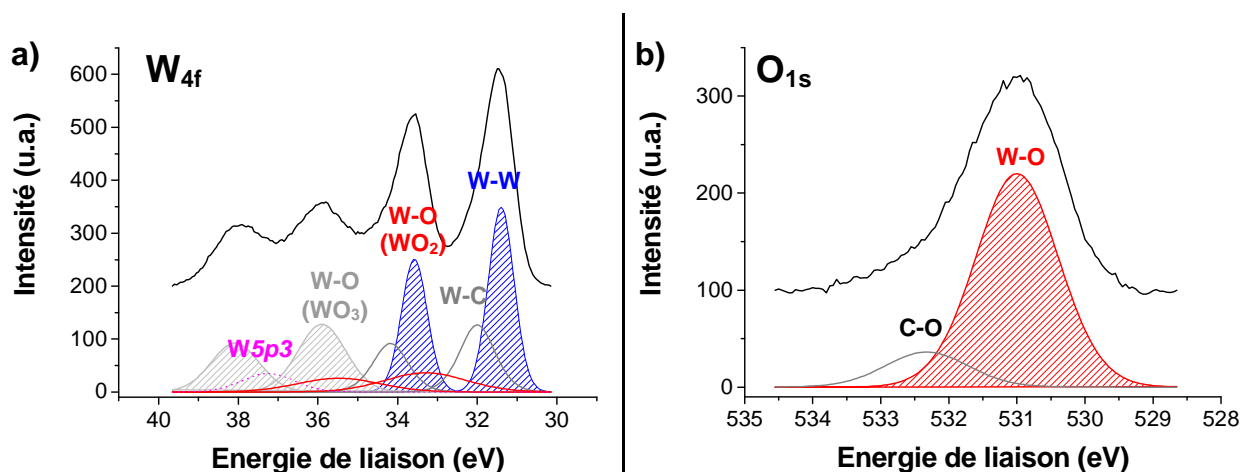 a)
W4f
Intensité (u.a.)
600
500
400
300
200
100
0
W-W
W-O
(WO2)
W-O
(WO3)
W-C
W5p3
40
38
36
34
32
30
Energie de liaison (eV)
b)
O1s
Intensité (u.a.)
300
200
100
0
W-O
C-O
535
534
533
532
531
530
529
528
Energie de liaison (eV)